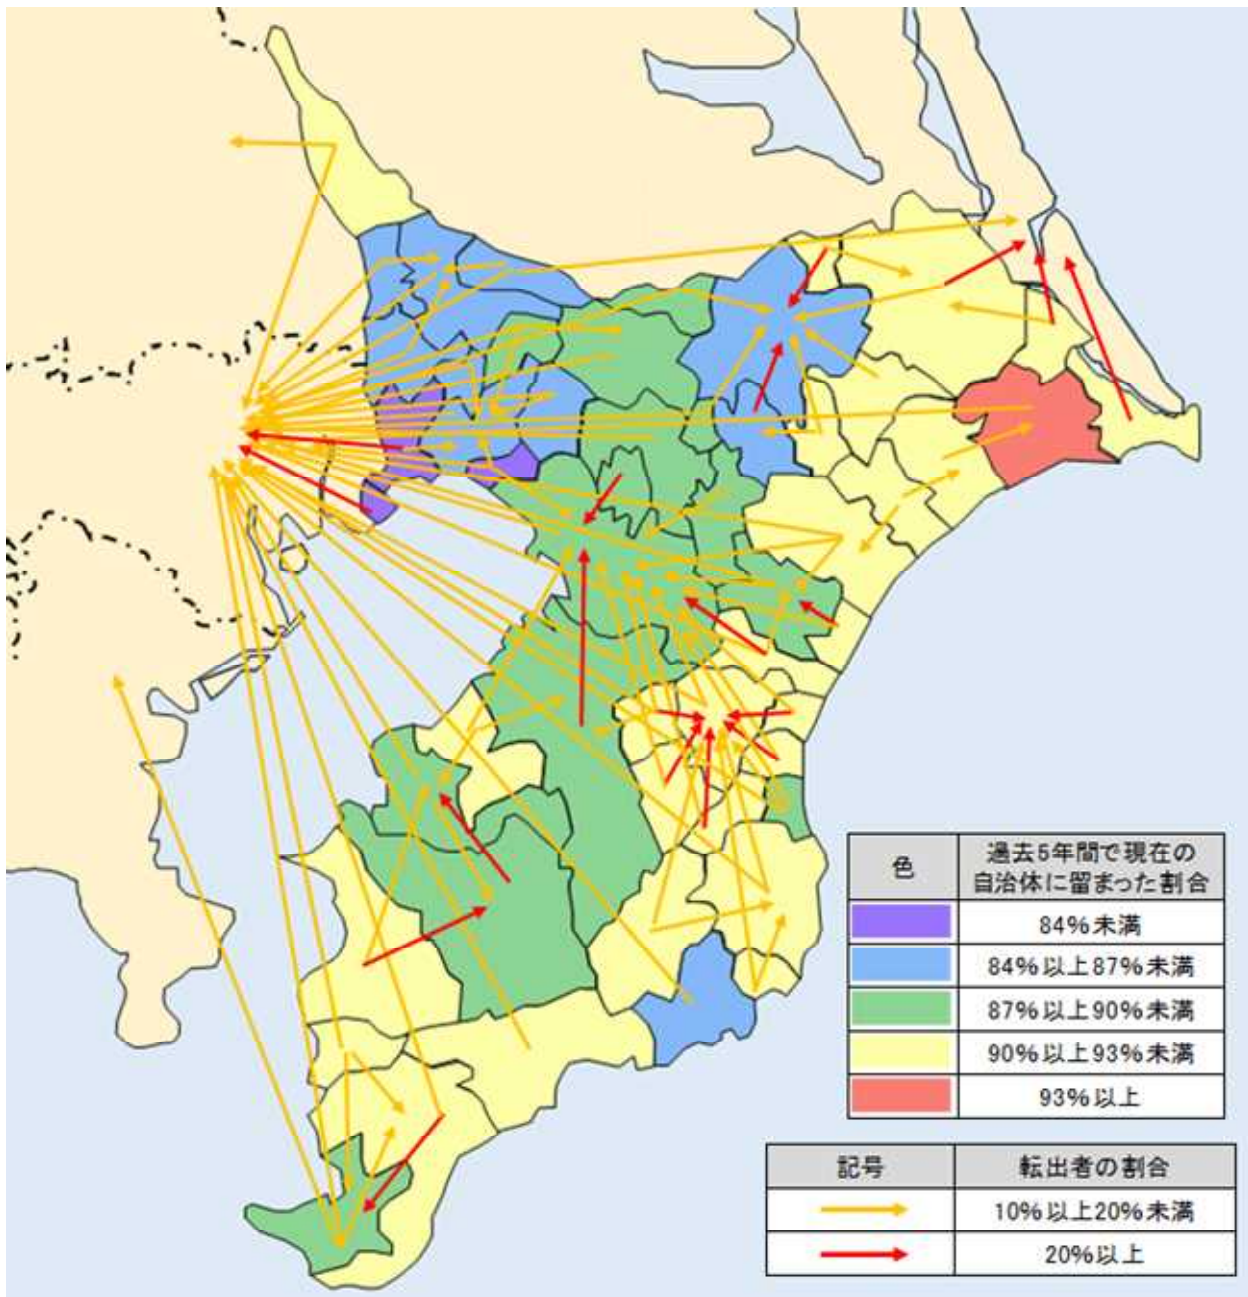 色
過去5年間で現在の
自治体に留まった割合
84%未満
84%以上87%未満
87%以上90%未満
90%以上93%未満
93%以上
記号
転出者の割合
10%以上20%未満
20%以上